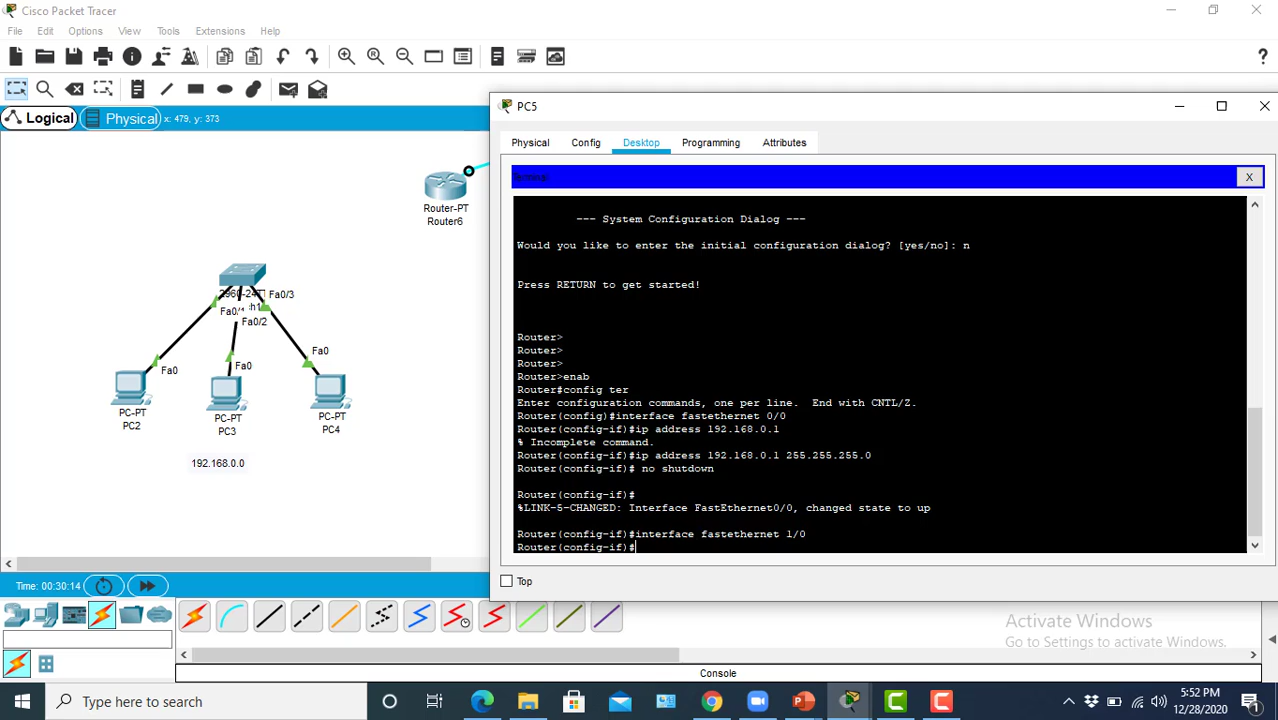 Cisco Packet Tracer
File Edit Options View Tools Extensions Help
Logical Physical x: 479, y: 373
PC5
Physical Config Desktop Programming Attributes
Terminal
X
--- System Configuration Dialog ---
Would you like to enter the initial configuration dialog? [yes/no]: n
Press RETURN to get started!
Router>
Router>
Router>
Router>enab
Router#config ter
Enter configuration commands, one per line.  End with CNTL/Z.
Router(config)#interface fastethernet 0/0
Router(config-if)#ip address 192.168.0.1
% Incomplete command.
Router(config-if)#ip address 192.168.0.1 255.255.255.0
Router(config-if)# no shutdown
Router(config-if)#
%LINK-5-CHANGED: Interface FastEthernet0/0, changed state to up
Router(config-if)#interface fastethernet 1/0
Router(config-if)#
Top
Router-PT
Router6
Fa0/3
Fa0/1
Fa0/2
Fa0
Fa0
Fa0
PC-PT
PC2
PC-PT
PC3
PC-PT
PC4
192.168.0.0
Time: 00:30:14
Activate Windows
Go to Settings to activate Windows.
Console
Type here to search
5:52 PM
12/28/2020
1